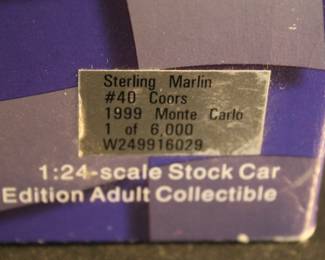 Sterling Marlin
#40 Coors
1999 Monte Carlo
1 of 6,000
W249916029
1:24-scale Stock Car
Edition Adult Collectible